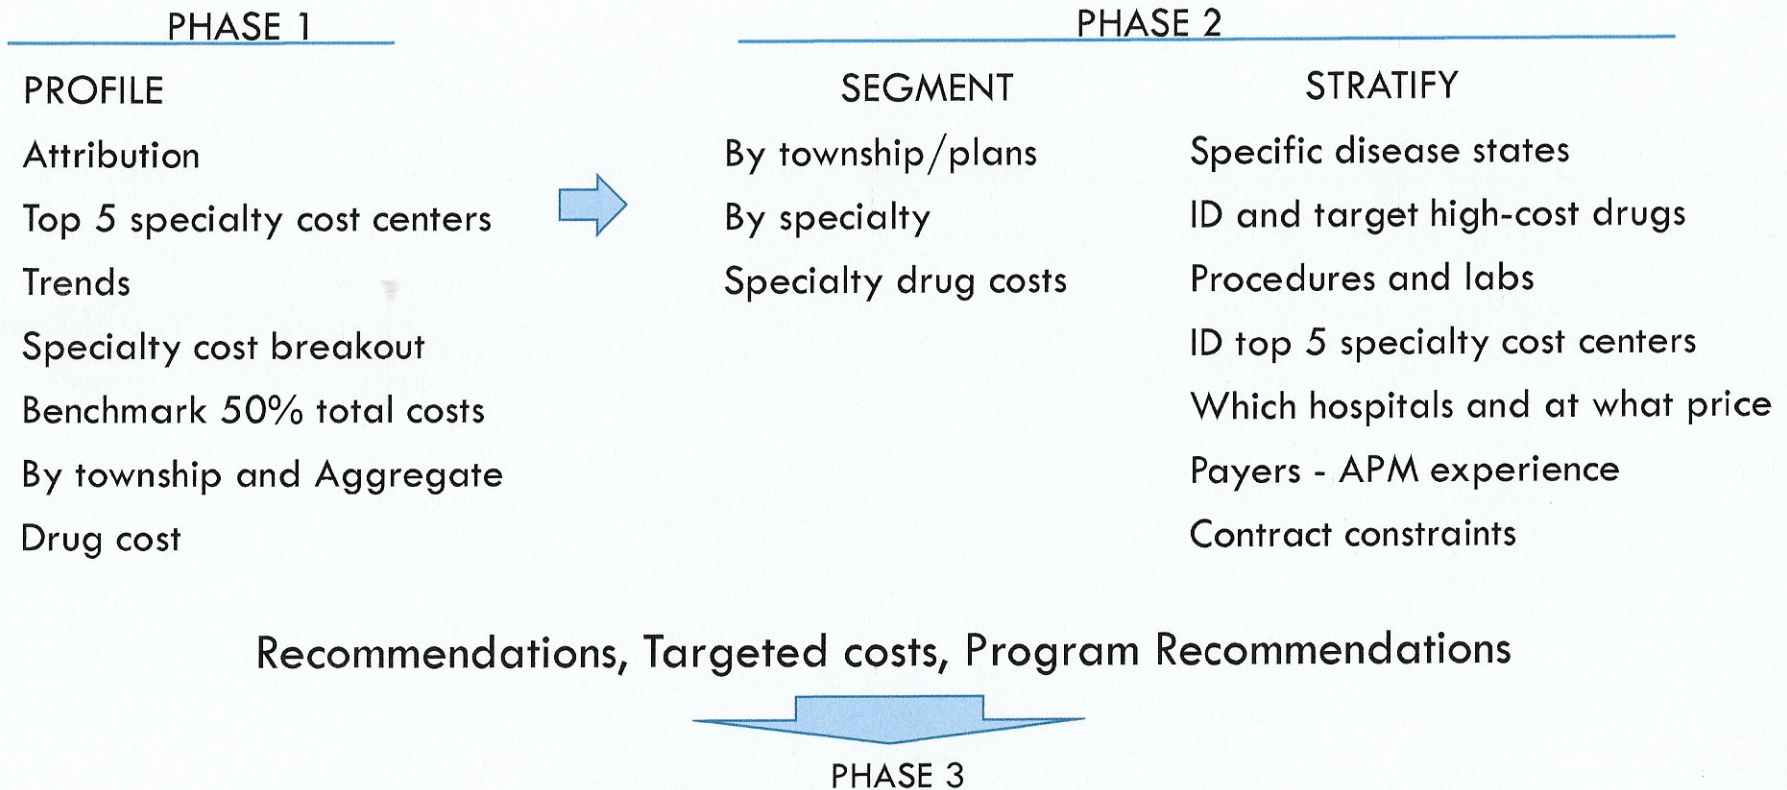 PHASE 1
PROFILE
Attribution
Top 5 specialty cost centers
Trends
Specialty cost breakout
Benchmark 50% total costs
By township and Aggregate
Drug cost
PHASE 2
SEGMENT
By township/plans
By specialty
Specialty drug costs
STRATIFY
Specific disease states
ID and target high-cost drugs
Procedures and labs
ID top 5 specialty cost centers
Which hospitals and at what price
Payers - APM experience
Contract constraints
Recommendations, Targeted costs, Program Recommendations
PHASE 3